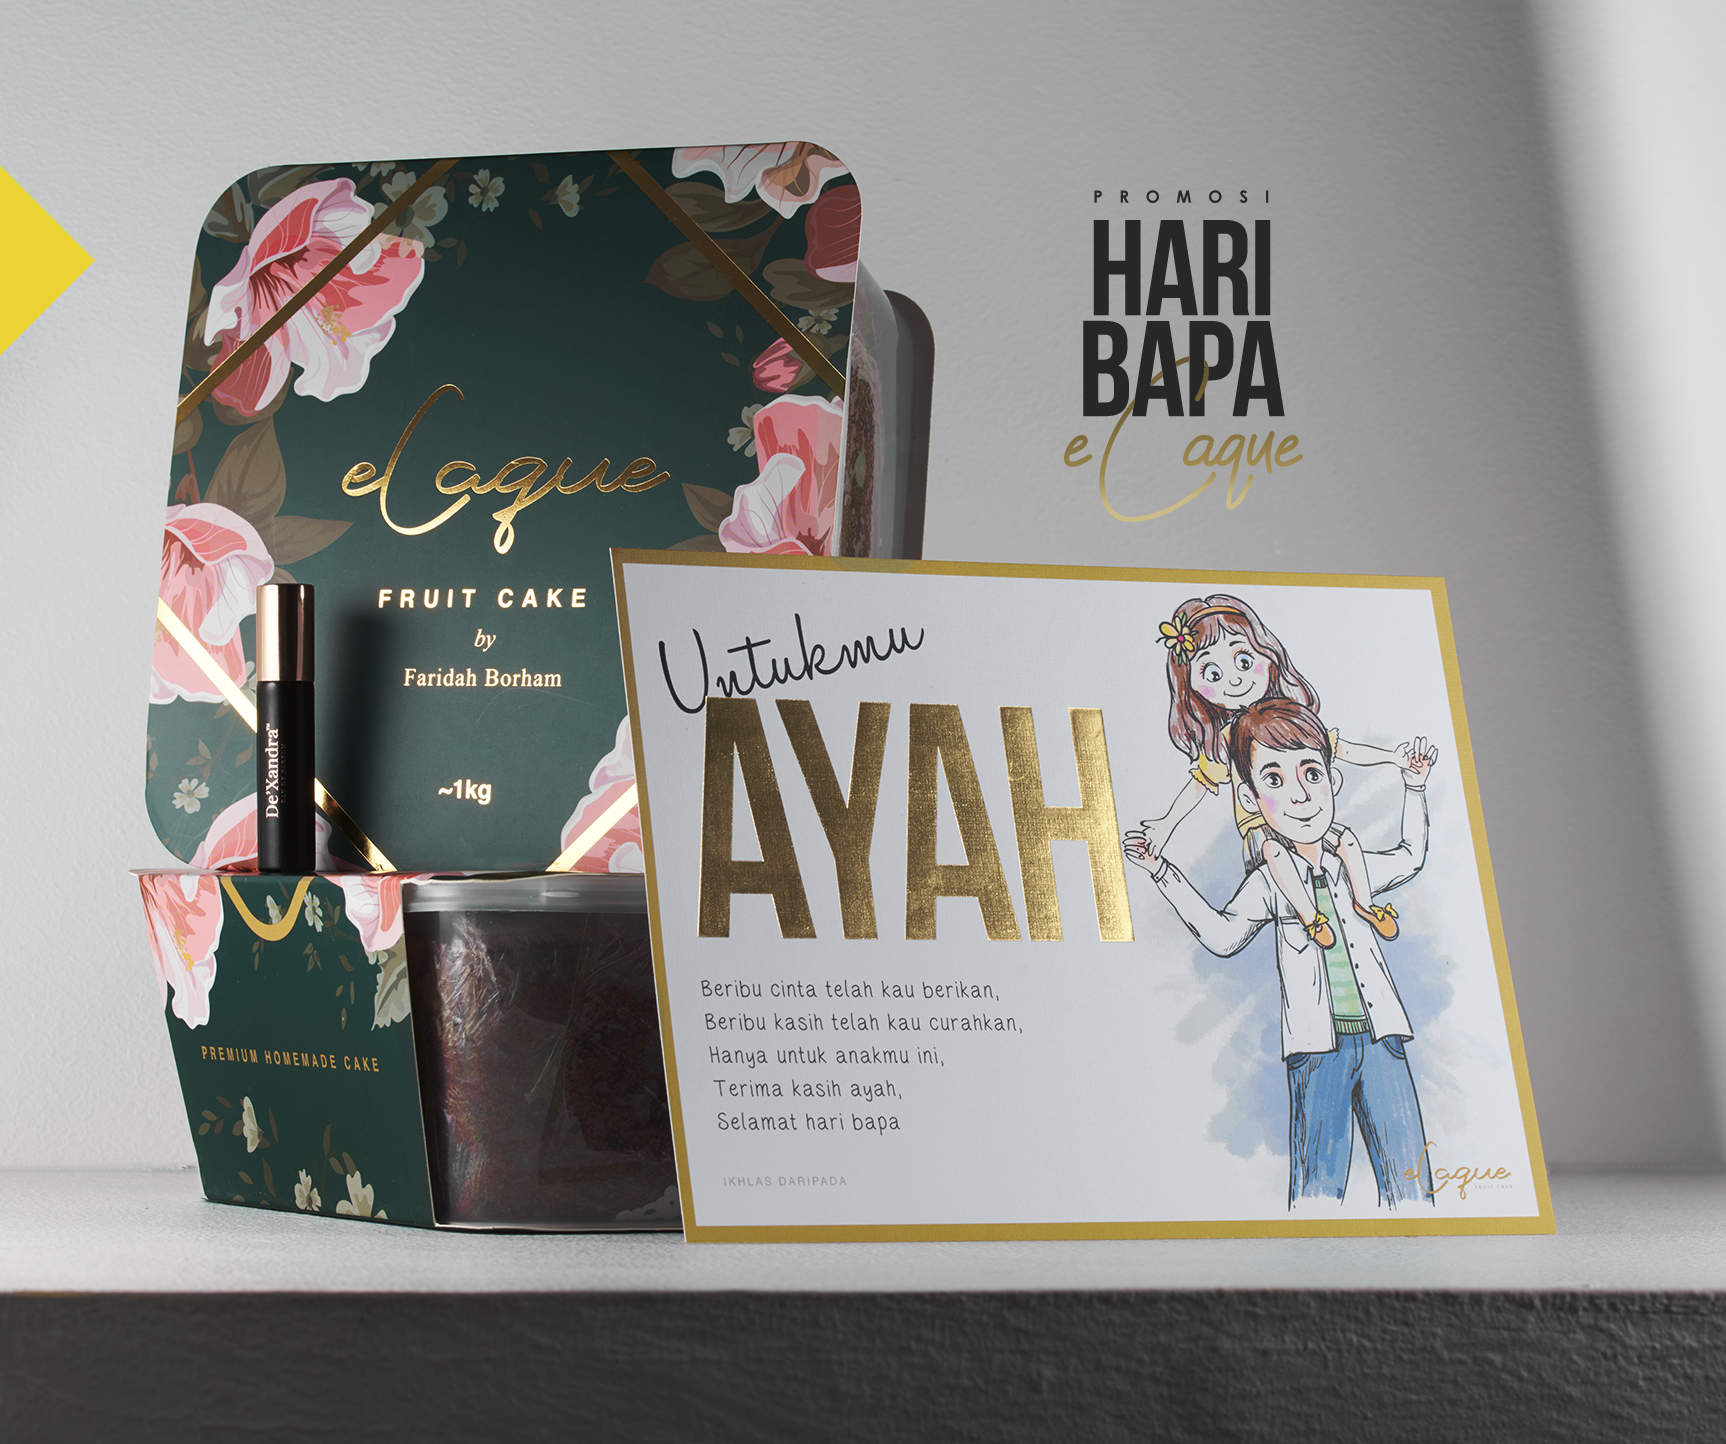 PROMOSI
HARI
BAPA
eCaque
eCaque
FRUIT CAKE
by
Faridah Borham
~1kg
De'Xandra™
PREMIUM HOMEMADE CAKE
Untukmu
AYAH
Beribu cinta telah kau berikan,
Beribu kasih telah kau curahkan,
Hanya untuk anakmu ini,
Terima kasih ayah,
Selamat hari bapa
IKHLAS DARIPADA
eCaque
FRUIT CAKE